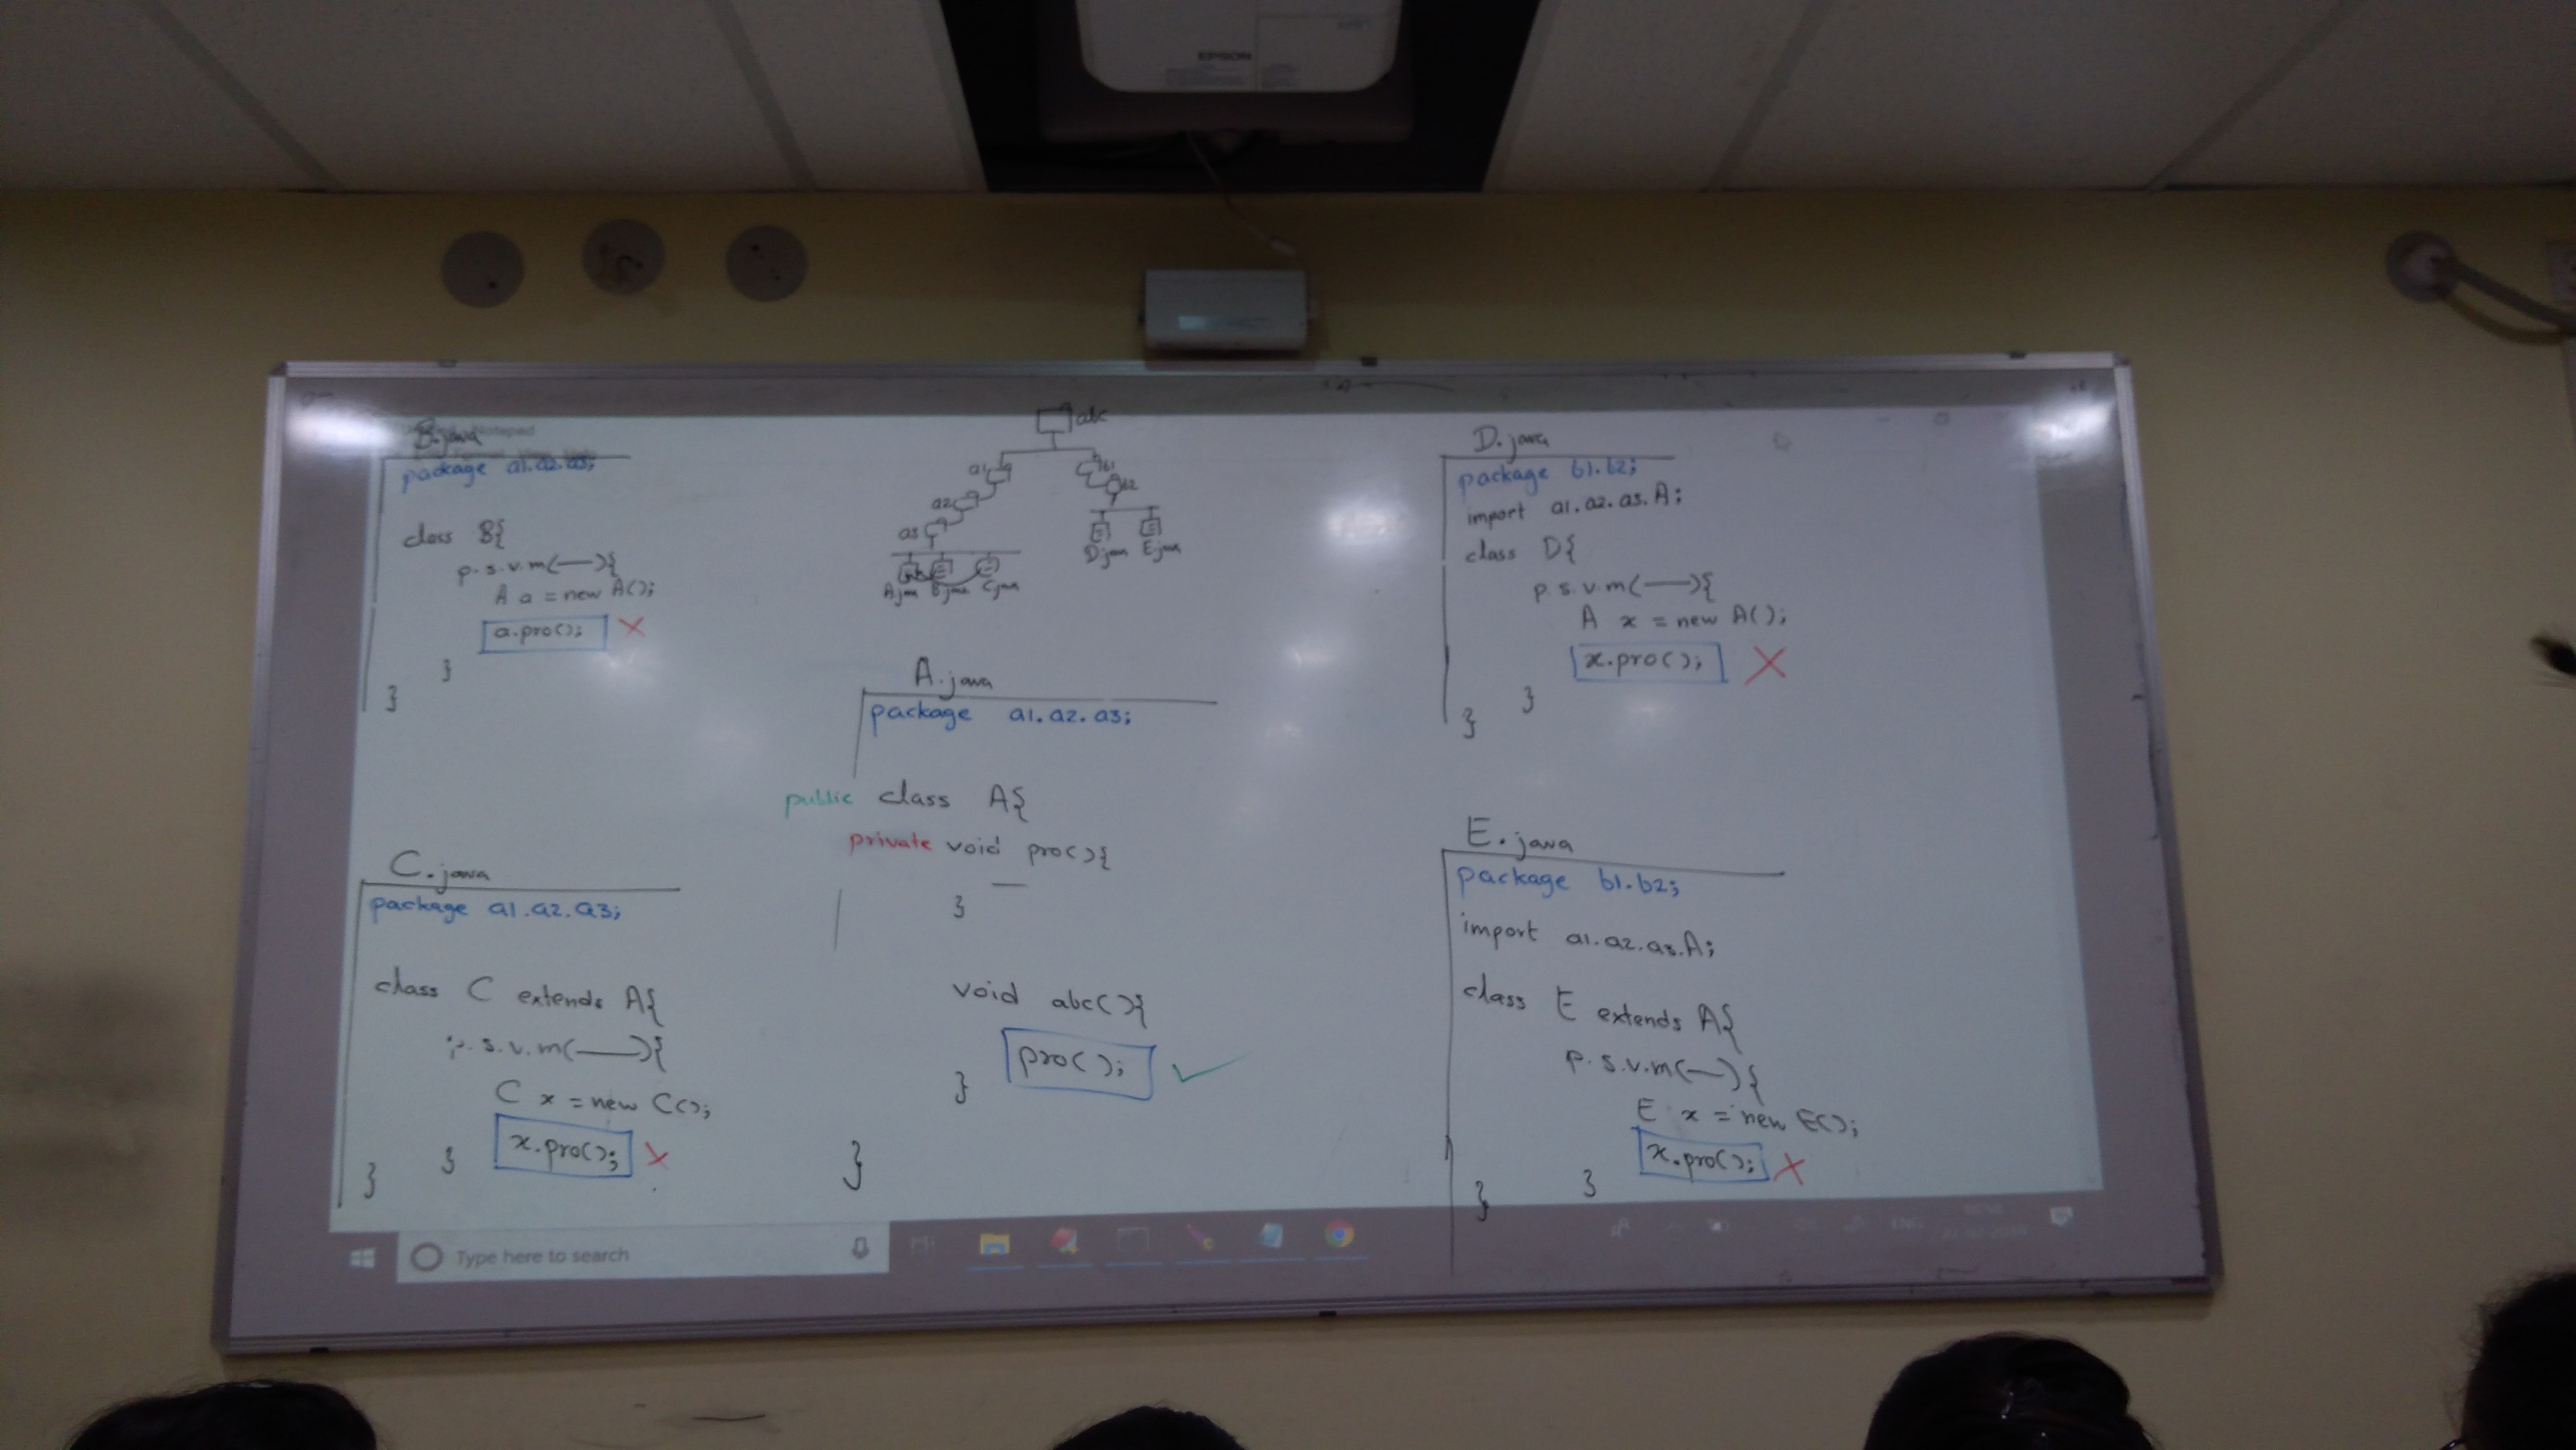 EPSON
Notepad
B.java
package a1.a2.a3;
class B{
p.s.v.m(—){
A a = new A();
a.pro();
}
}
abc
a1
b1
a2
b2
a3
A.java B.java C.java
D.java E.java
D.java
package b1.b2;
import a1.a2.a3.A;
class D{
p.s.v.m(—){
A x = new A();
x.pro();
}
}
A.java
package a1.a2.a3;
public class A{
private void pro(){
—
}
void abc(){
pro();
}
}
C.java
package a1.a2.a3;
class C extends A{
p.s.v.m(—){
C x = new C();
x.pro();
}
}
E.java
package b1.b2;
import a1.a2.a3.A;
class E extends A{
p.s.v.m(—){
E x = new E();
x.pro();
}
}
Type here to search
ENG